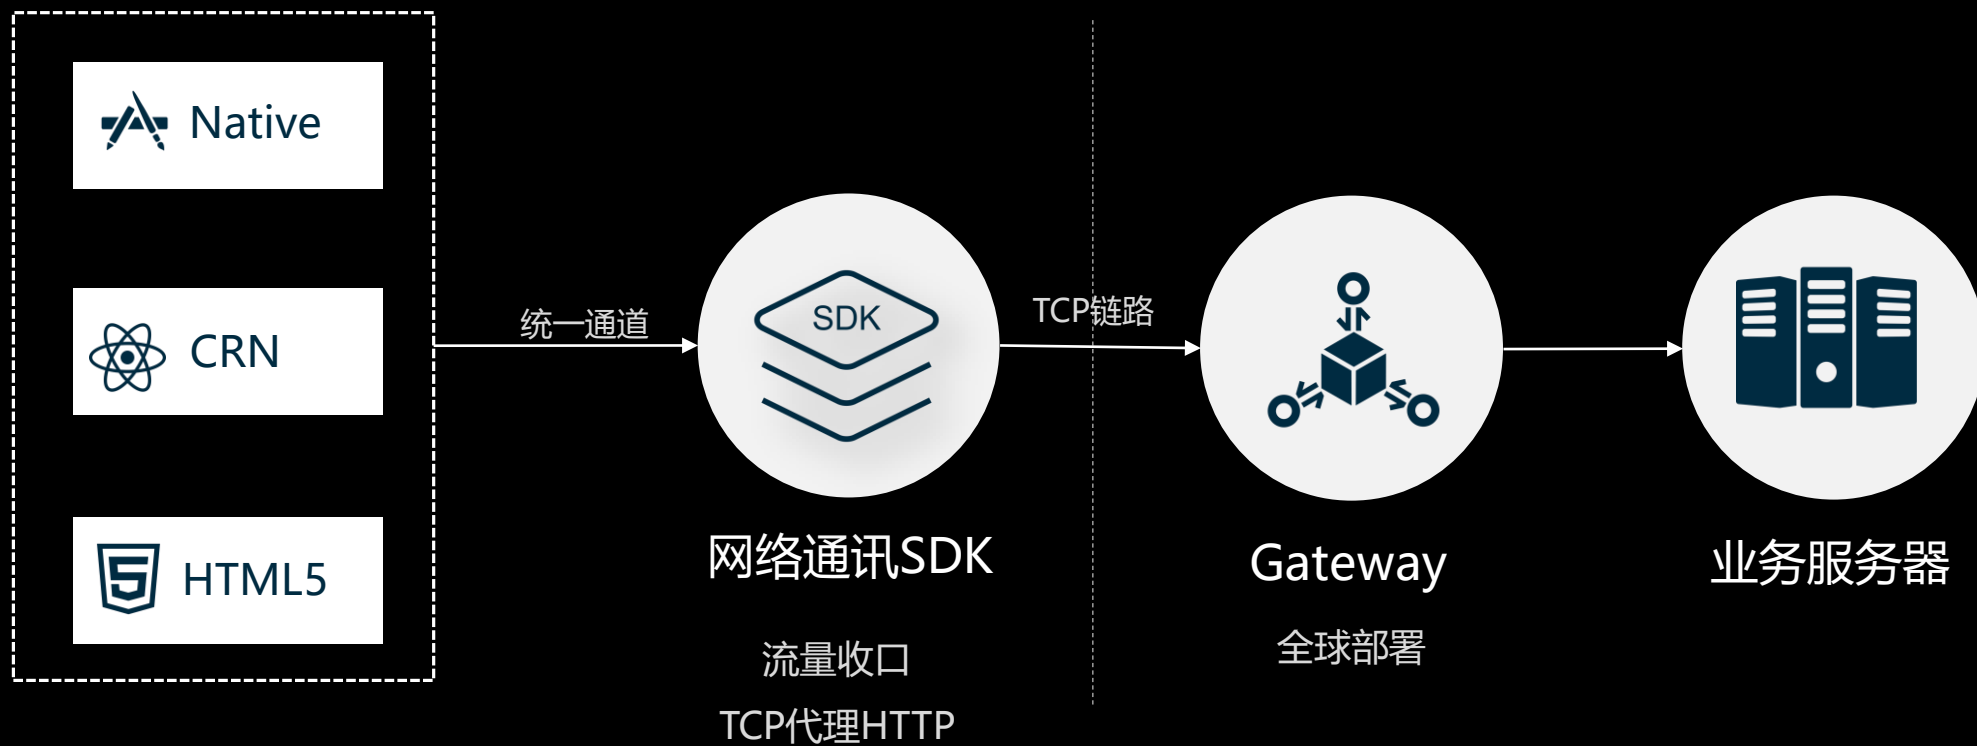 Native
CRN
HTML5
统一通道
SDK
网络通讯SDK
流量收口
TCP代理HTTP
TCP链路
Gateway
全球部署
业务服务器